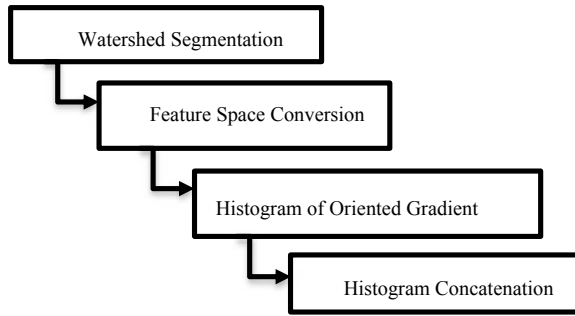 Watershed Segmentation
Feature Space Conversion
Histogram of Oriented Gradient
Histogram Concatenation